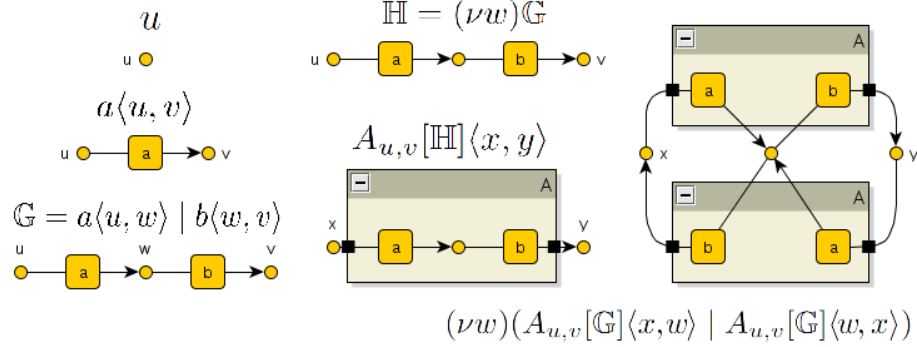 u
u
a⟨u, v⟩
u a v
𝔾 = a⟨u, w⟩ | b⟨w, v⟩
u w v
a b
ℍ = (νw)𝔾
u a b v
A_{u,v}[ℍ]⟨x, y⟩
A
x y
a b
A
a b
x y
A
b a
(νw)(A_{u,v}[𝔾]⟨x, w⟩ | A_{u,v}[𝔾]⟨w, x⟩)